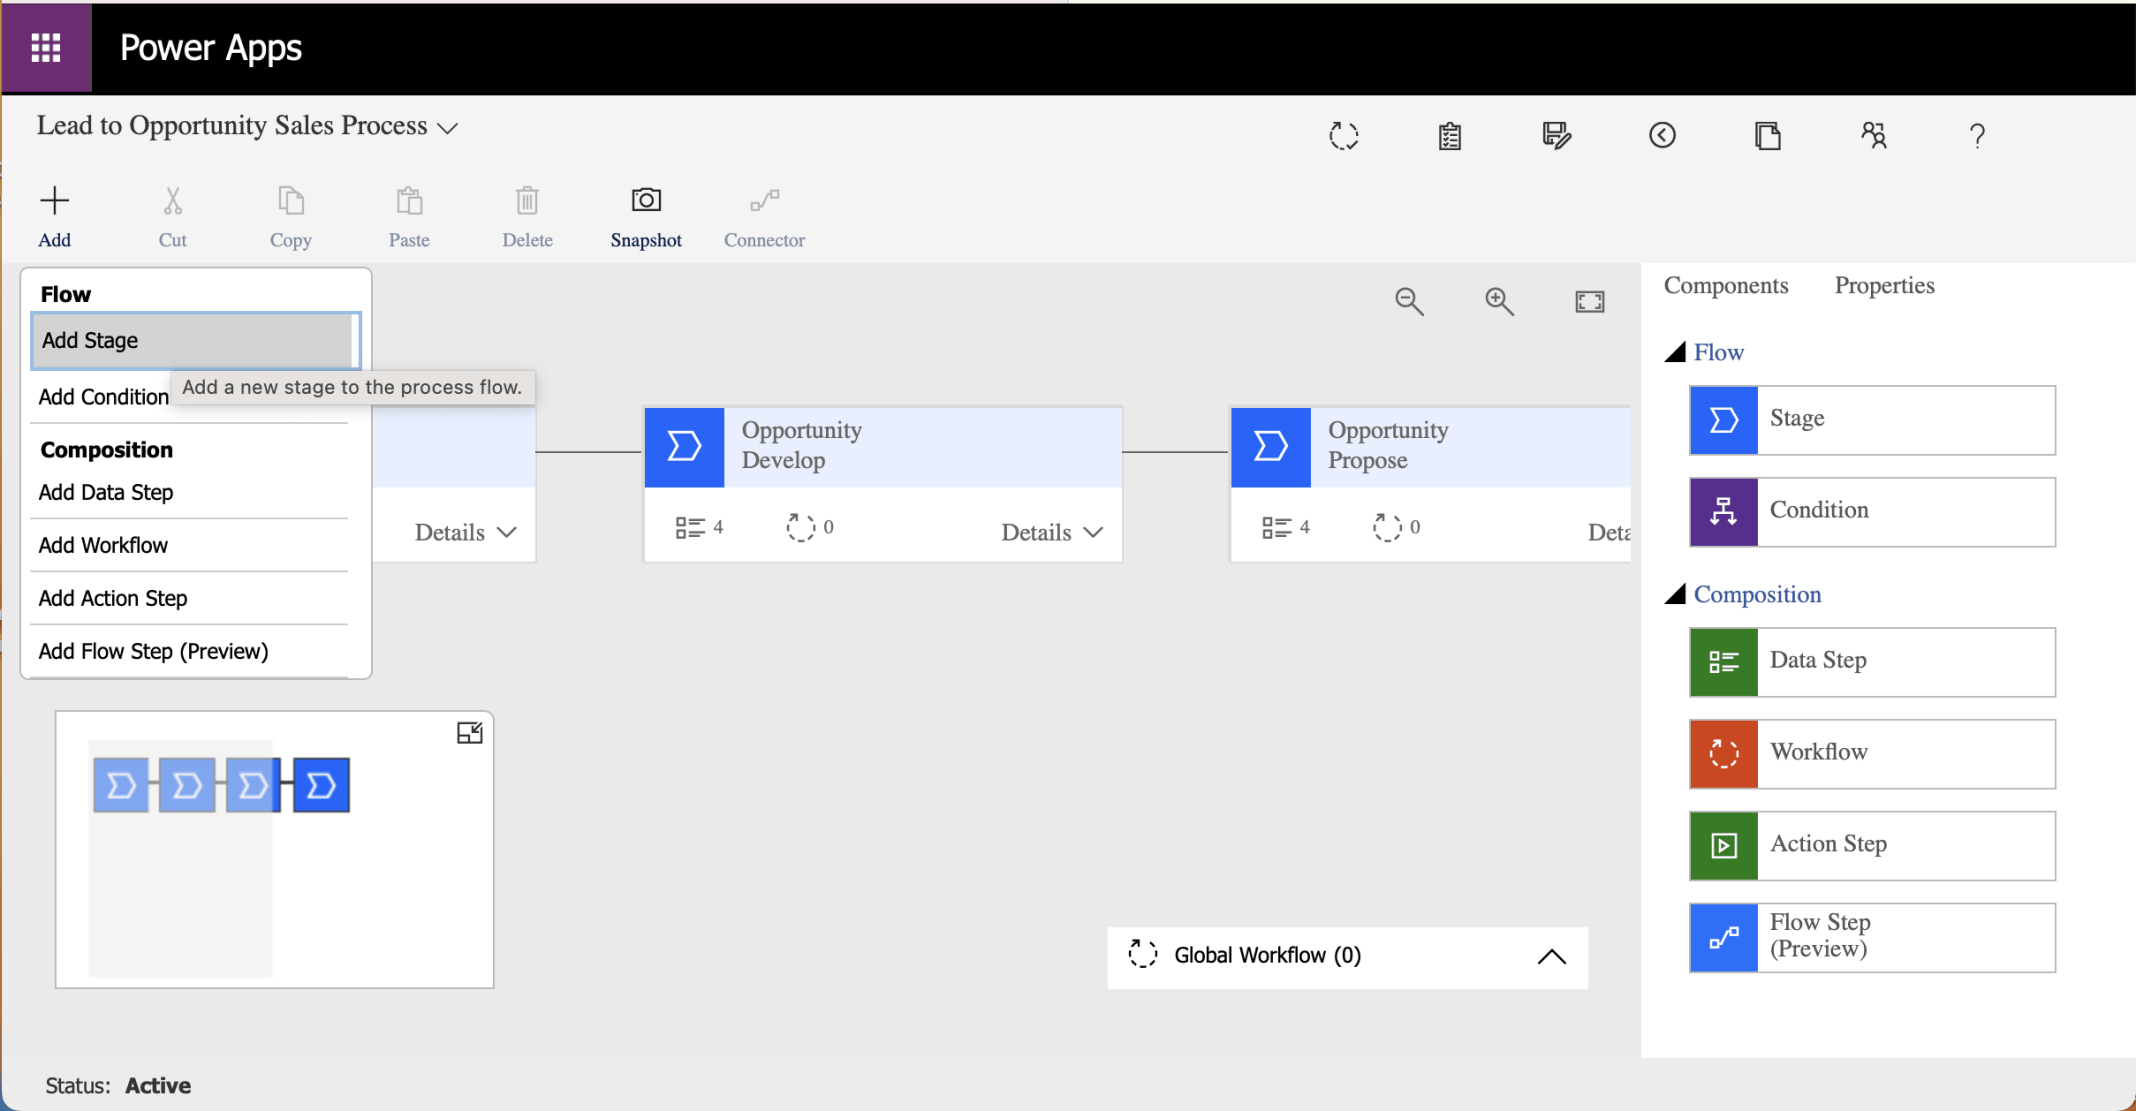 Power Apps
Lead to Opportunity Sales Process
?
Add
Cut
Copy
Paste
Delete
Snapshot
Connector
Flow
Add Stage
Add Condition
Add a new stage to the process flow.
Composition
Add Data Step
Add Workflow
Add Action Step
Add Flow Step (Preview)
Details
Opportunity
Develop
4
0
Details
Opportunity
Propose
4
0
Deta
Global Workflow (0)
Components
Properties
Flow
Stage
Condition
Composition
Data Step
Workflow
Action Step
Flow Step
(Preview)
Status: Active